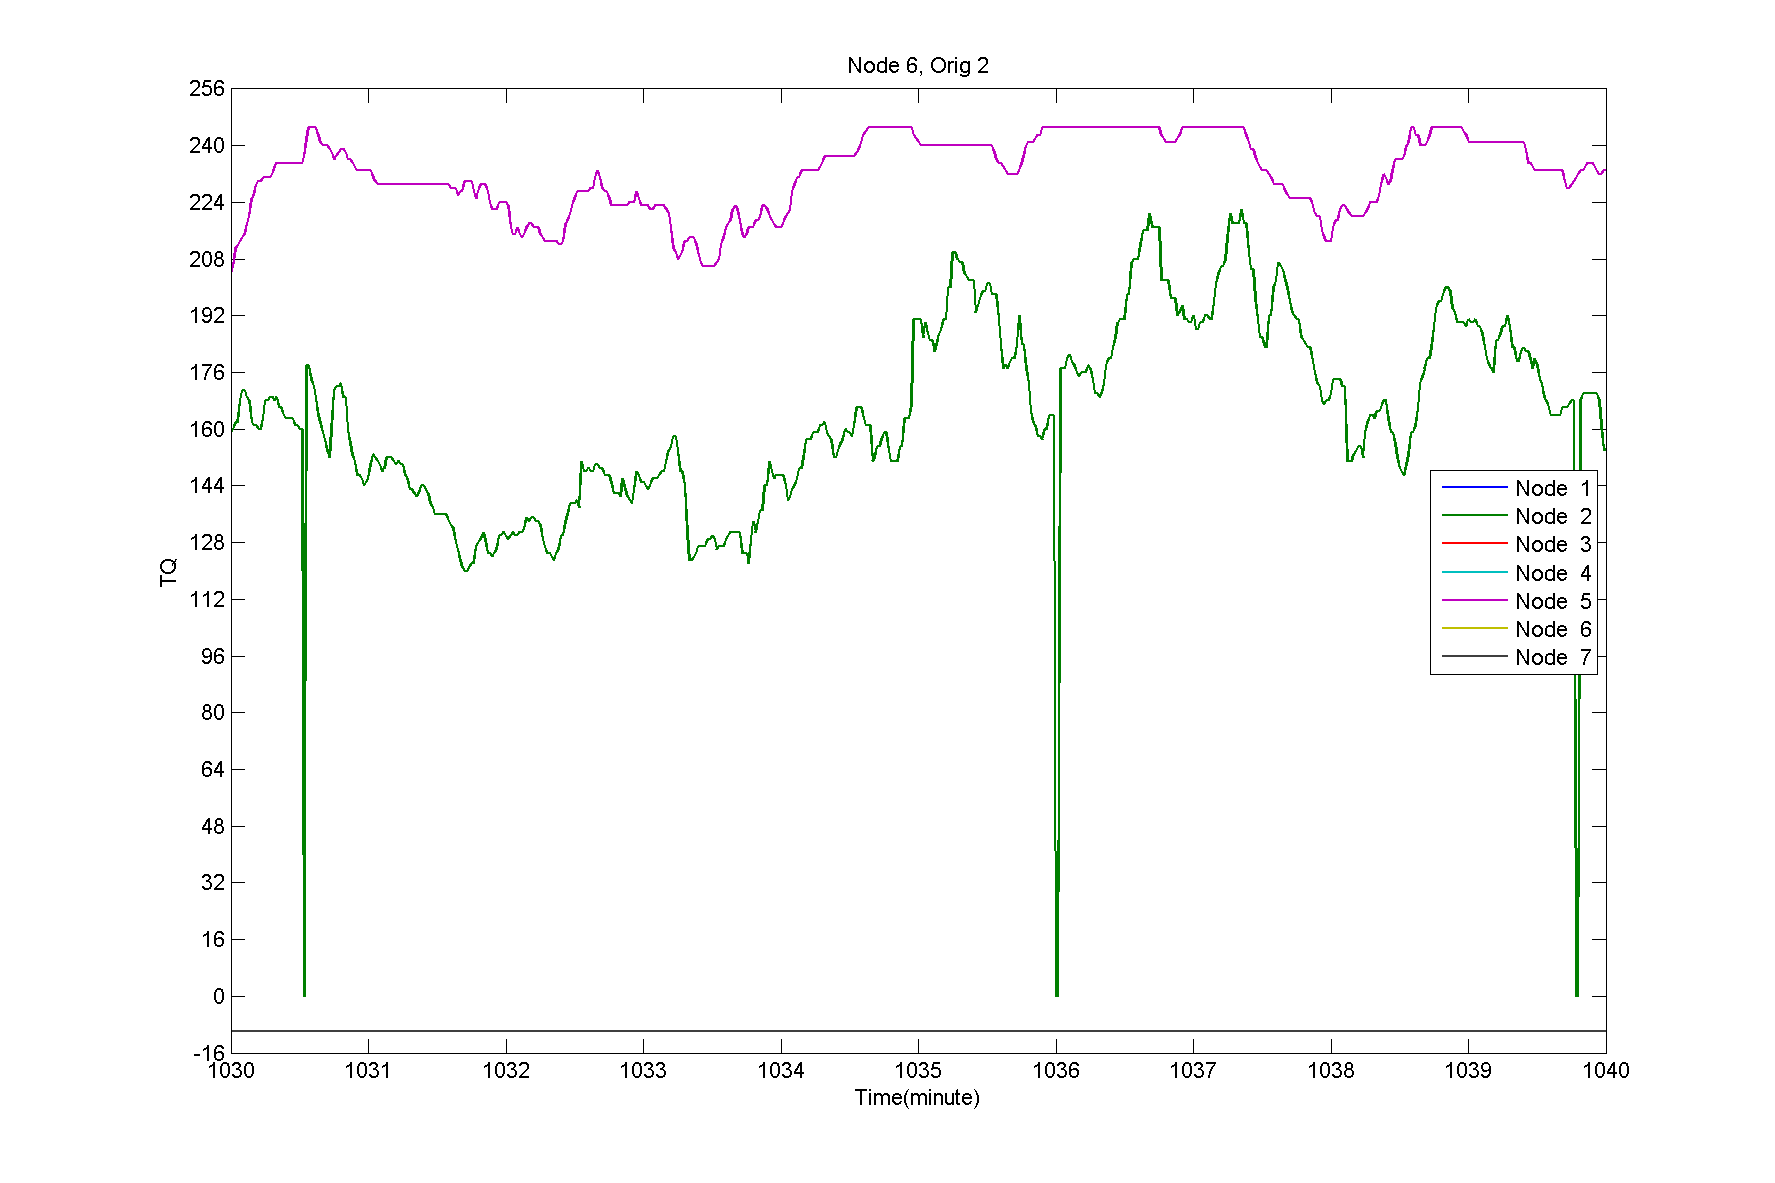 Node 6, Orig 2
256
240
224
208
192
176
160
144
128
112
96
80
64
48
32
16
0
-16
TQ
Node 1
Node 2
Node 3
Node 4
Node 5
Node 6
Node 7
1030 1031 1032 1033 1034 1035 1036 1037 1038 1039 1040
Time(minute)